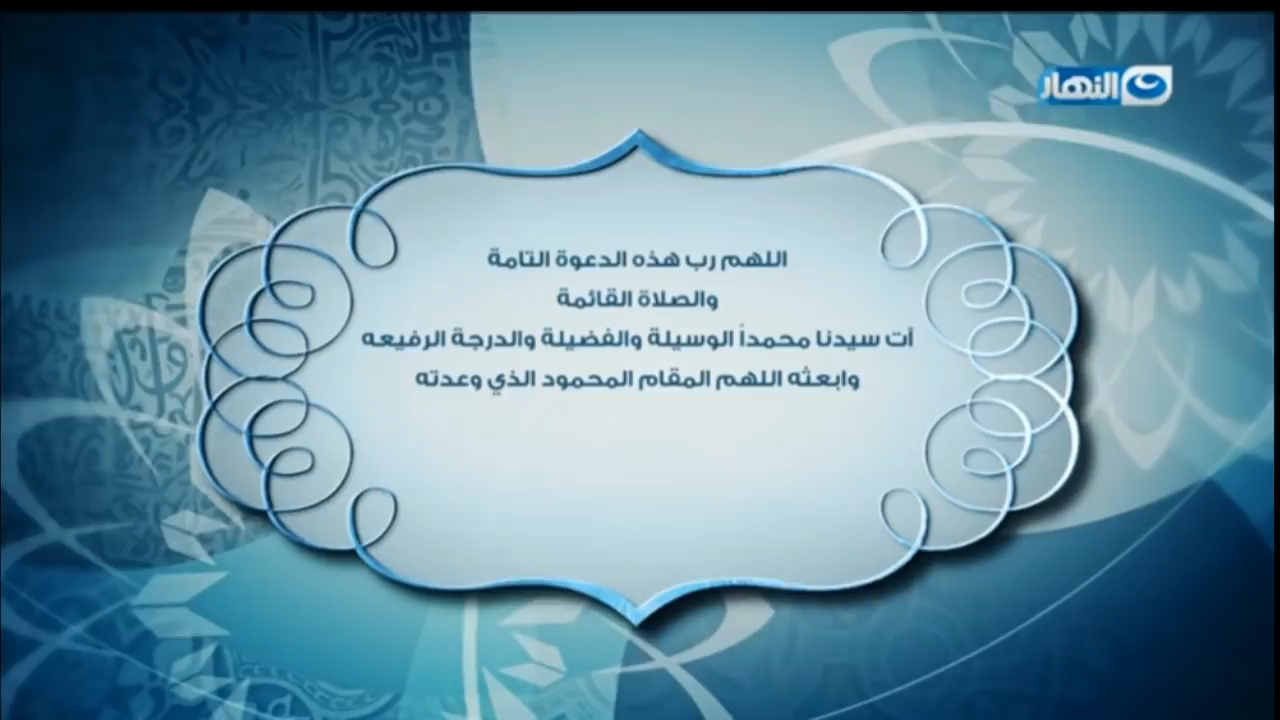 النهار
اللهم رب هذه الدعوة التامة
والصلاة القائمة
آت سيدنا محمداً الوسيلة والفضيلة والدرجة الرفيعه
وابعثه اللهم المقام المحمود الذي وعدته